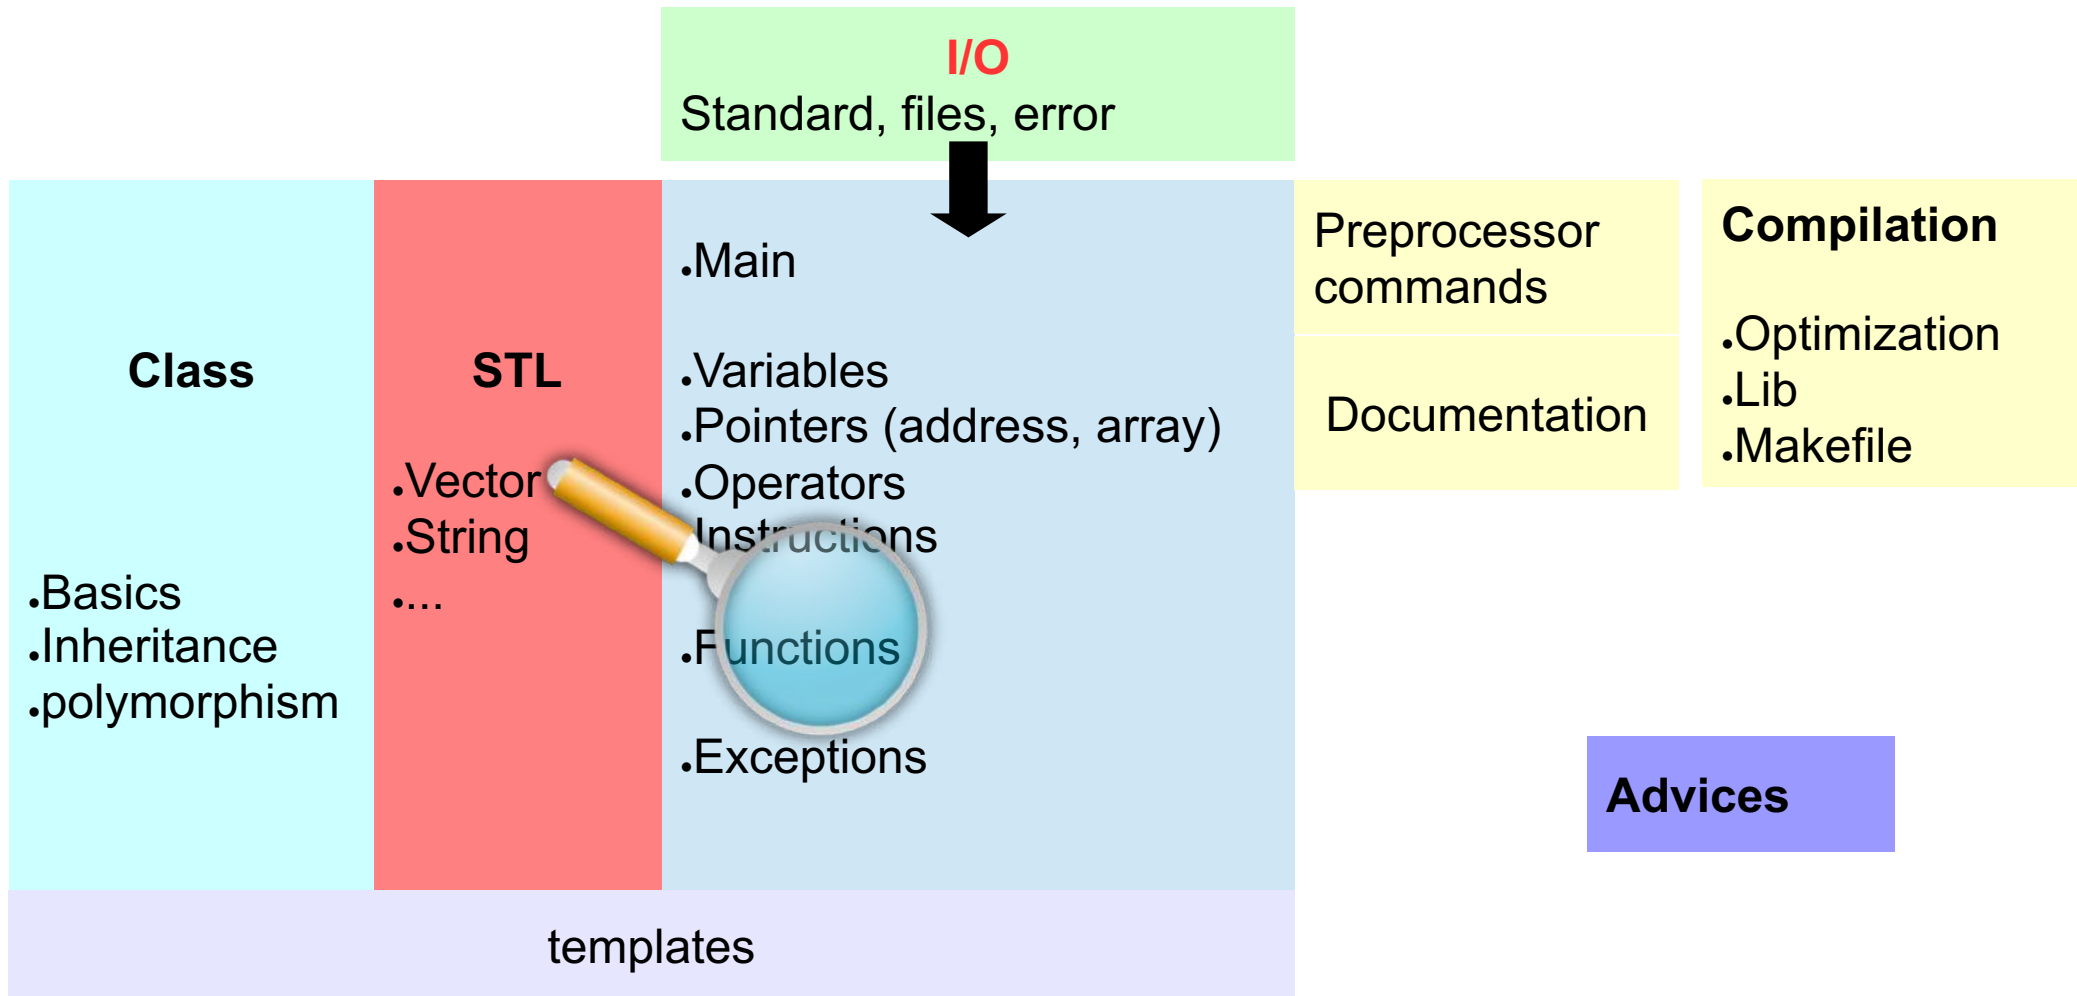 I/O
Standard, files, error
Class
•Basics
•Inheritance
•polymorphism
STL
•Vector
•String
•...
•Main
•Variables
•Pointers (address, array)
•Operators
Instructions
•Functions
•Exceptions
Preprocessor
commands
Documentation
Compilation
•Optimization
•Lib
•Makefile
Advices
templates